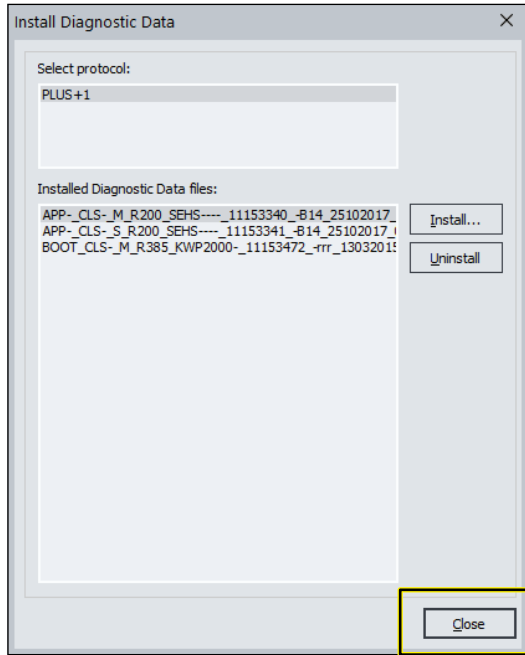 Install Diagnostic Data
Select protocol:
PLUS+1
Installed Diagnostic Data files:
APP-_CLS-_M_R200_SEHS----_11153340_-B14_25102017_
APP-_CLS-_S_R200_SEHS----_11153341_-B14_25102017_(
BOOT_CLS-_M_R385_KWP2000-_11153472_-rrr_13032015
Install...
Uninstall
Close